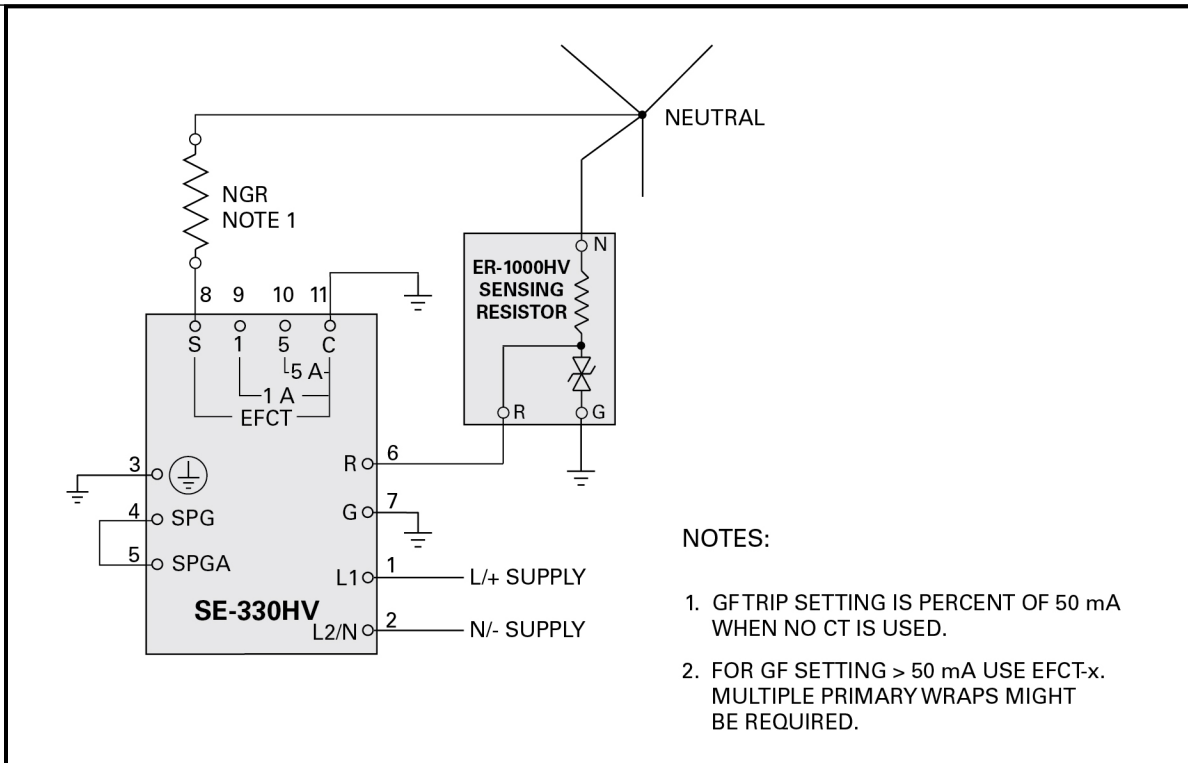 NEUTRAL
NGR
NOTE 1
N
ER-1000HV
SENSING
RESISTOR
8 9 10 11
S 1 5 C
5 A
1 A
EFCT
R G
R 6
3
G 7
4 SPG
5 SPGA
L1 1 L/+ SUPPLY
SE-330HV
L2/N 2 N/- SUPPLY
NOTES:
1. GF TRIP SETTING IS PERCENT OF 50 mA
WHEN NO CT IS USED.
2. FOR GF SETTING > 50 mA USE EFCT-x.
MULTIPLE PRIMARY WRAPS MIGHT
BE REQUIRED.